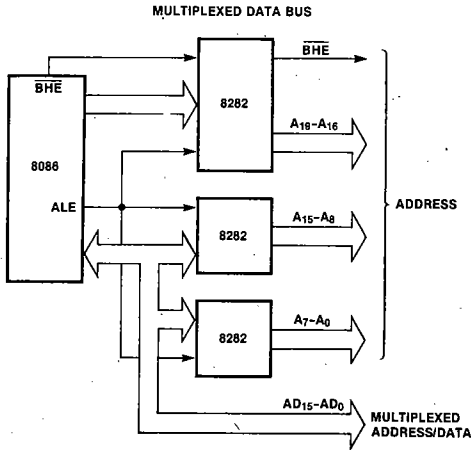 MULTIPLEXED DATA BUS
BHE
BHE
8282
8086
A19-A16
ALE
ADDRESS
A15-A8
8282
A7-A0
8282
AD15-AD0
MULTIPLEXED
ADDRESS/DATA